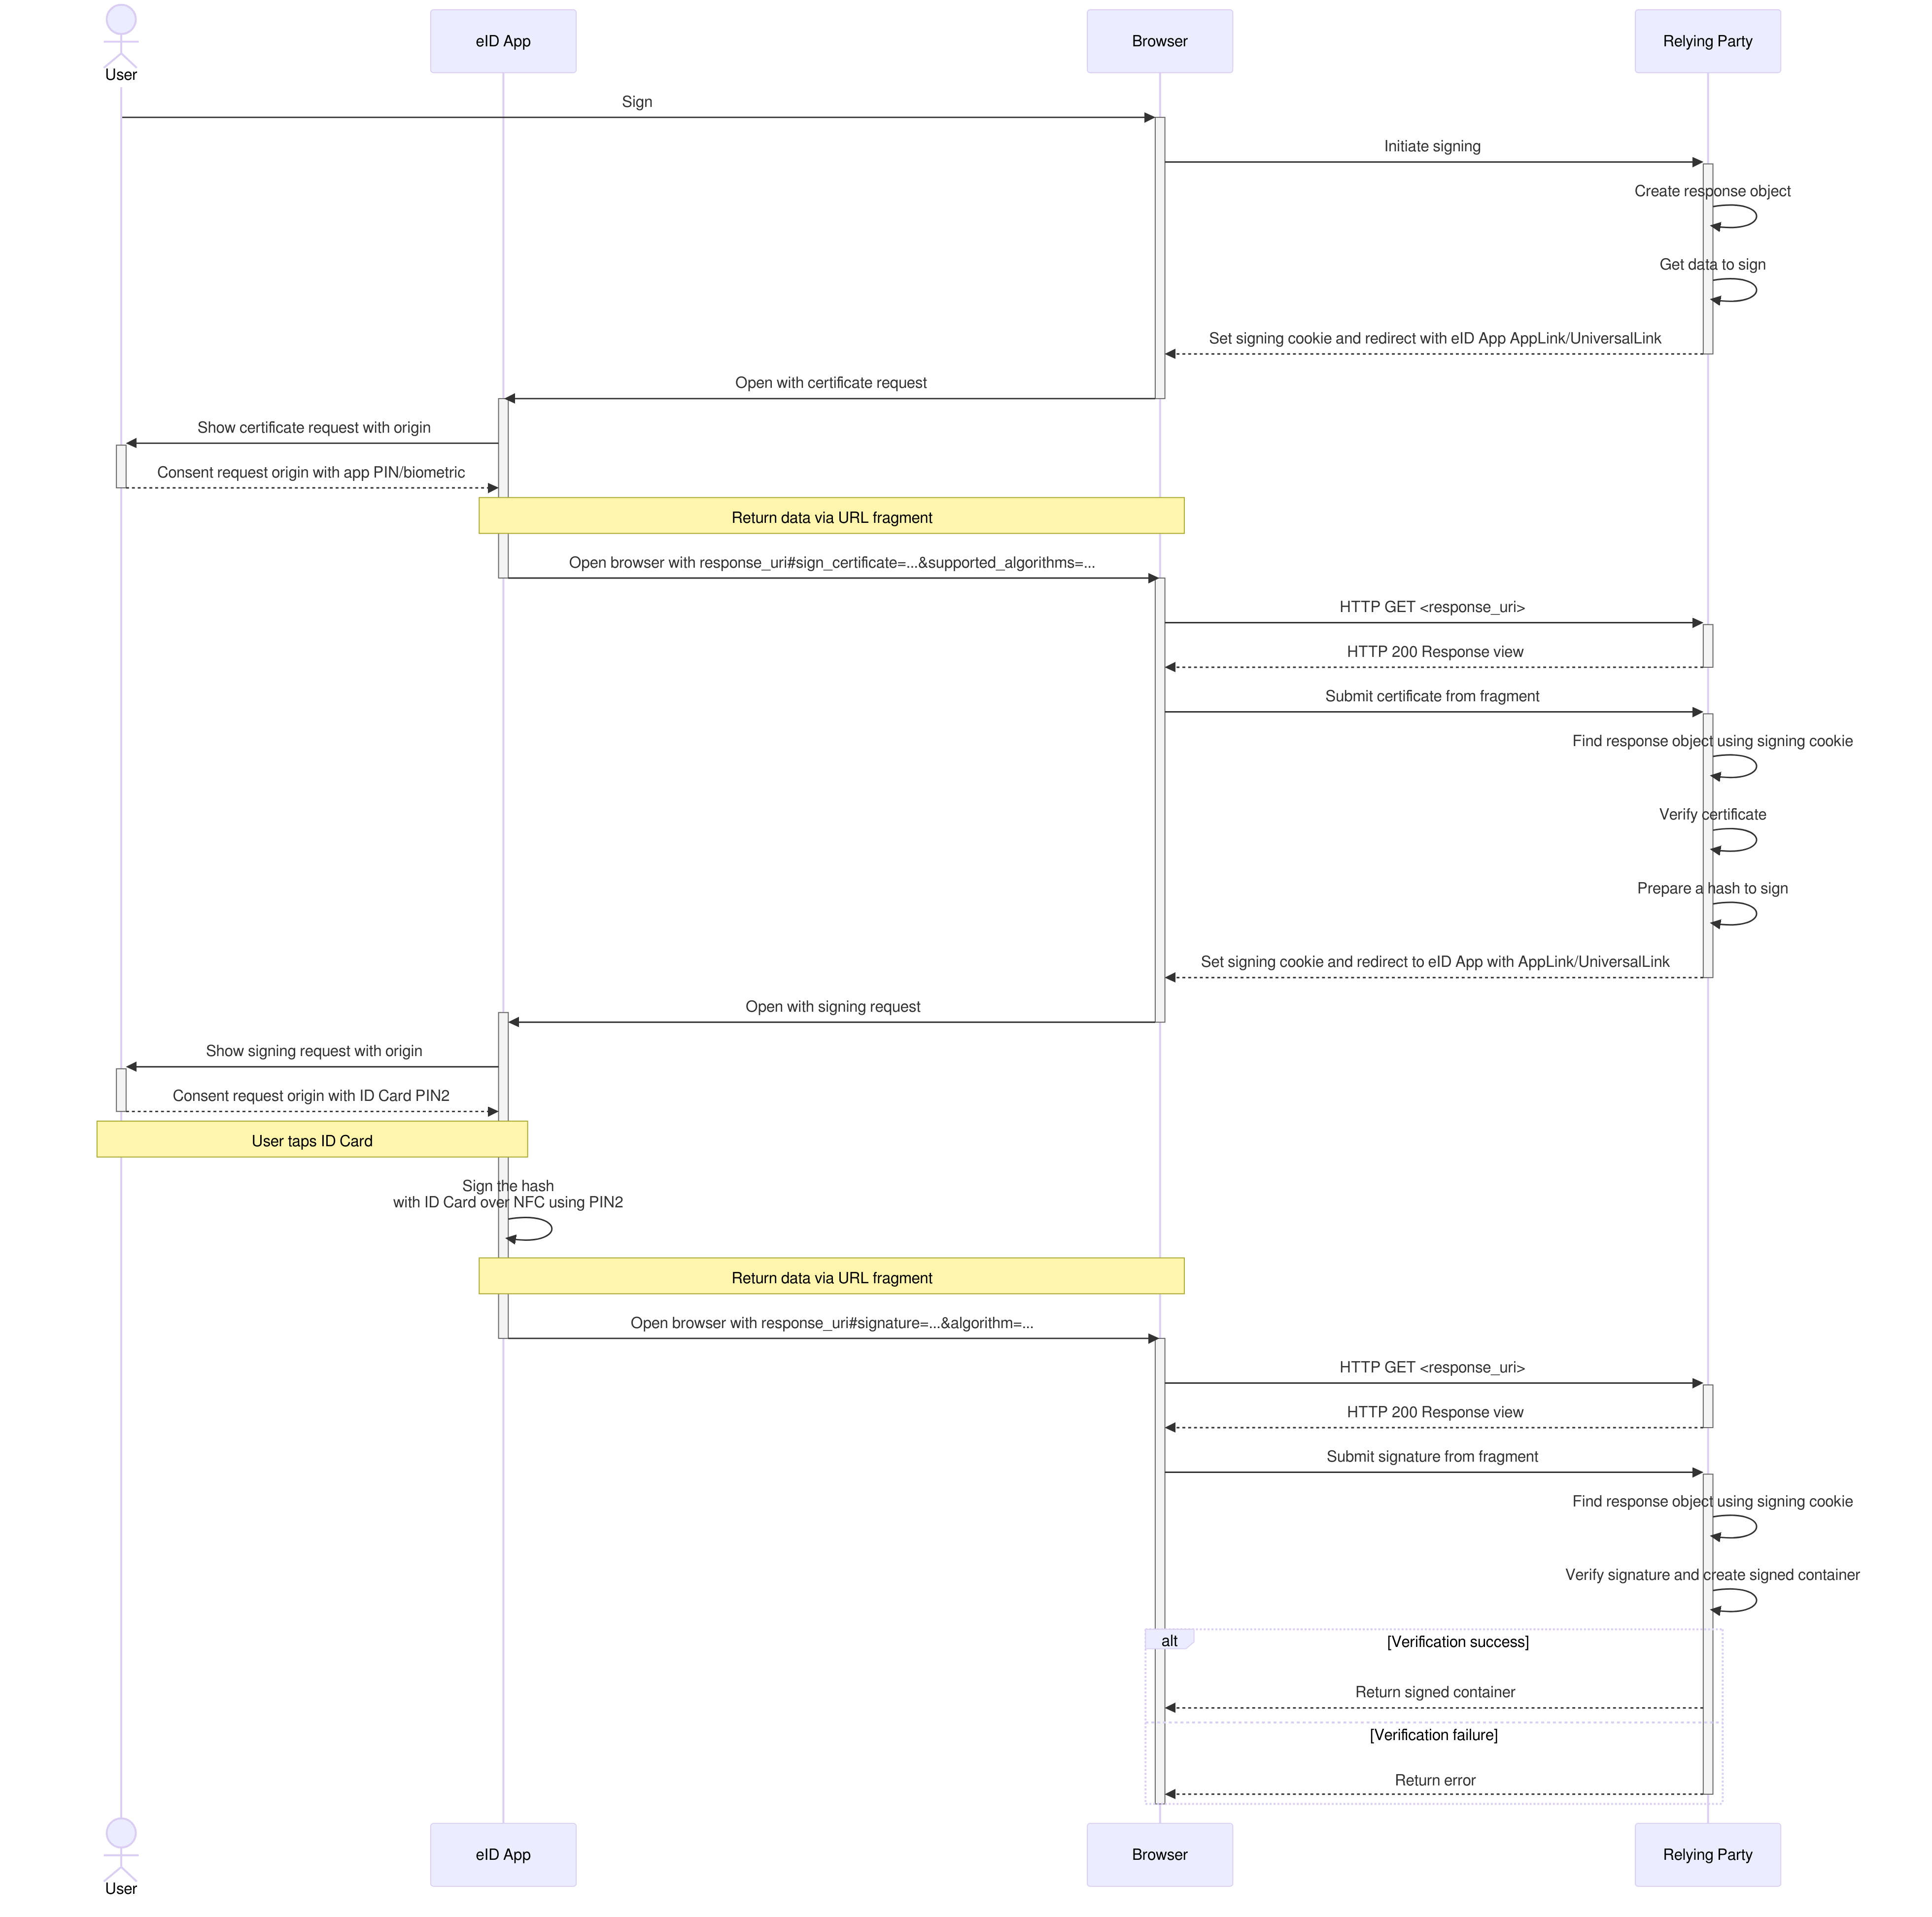 User
eID App
Browser
Relying Party
Sign
Initiate signing
Create response object
Get data to sign
Set signing cookie and redirect with eID App AppLink/UniversalLink
Open with certificate request
Show certificate request with origin
Consent request origin with app PIN/biometric
Return data via URL fragment
Open browser with response_uri#sign_certificate=...&supported_algorithms=...
HTTP GET <response_uri>
HTTP 200 Response view
Submit certificate from fragment
Find response object using signing cookie
Verify certificate
Prepare a hash to sign
Set signing cookie and redirect to eID App with AppLink/UniversalLink
Open with signing request
Show signing request with origin
Consent request origin with ID Card PIN2
User taps ID Card
Sign the hash
with ID Card over NFC using PIN2
Return data via URL fragment
Open browser with response_uri#signature=...&algorithm=...
HTTP GET <response_uri>
HTTP 200 Response view
Submit signature from fragment
Find response object using signing cookie
Verify signature and create signed container
alt
[Verification success]
Return signed container
[Verification failure]
Return error
User
eID App
Browser
Relying Party